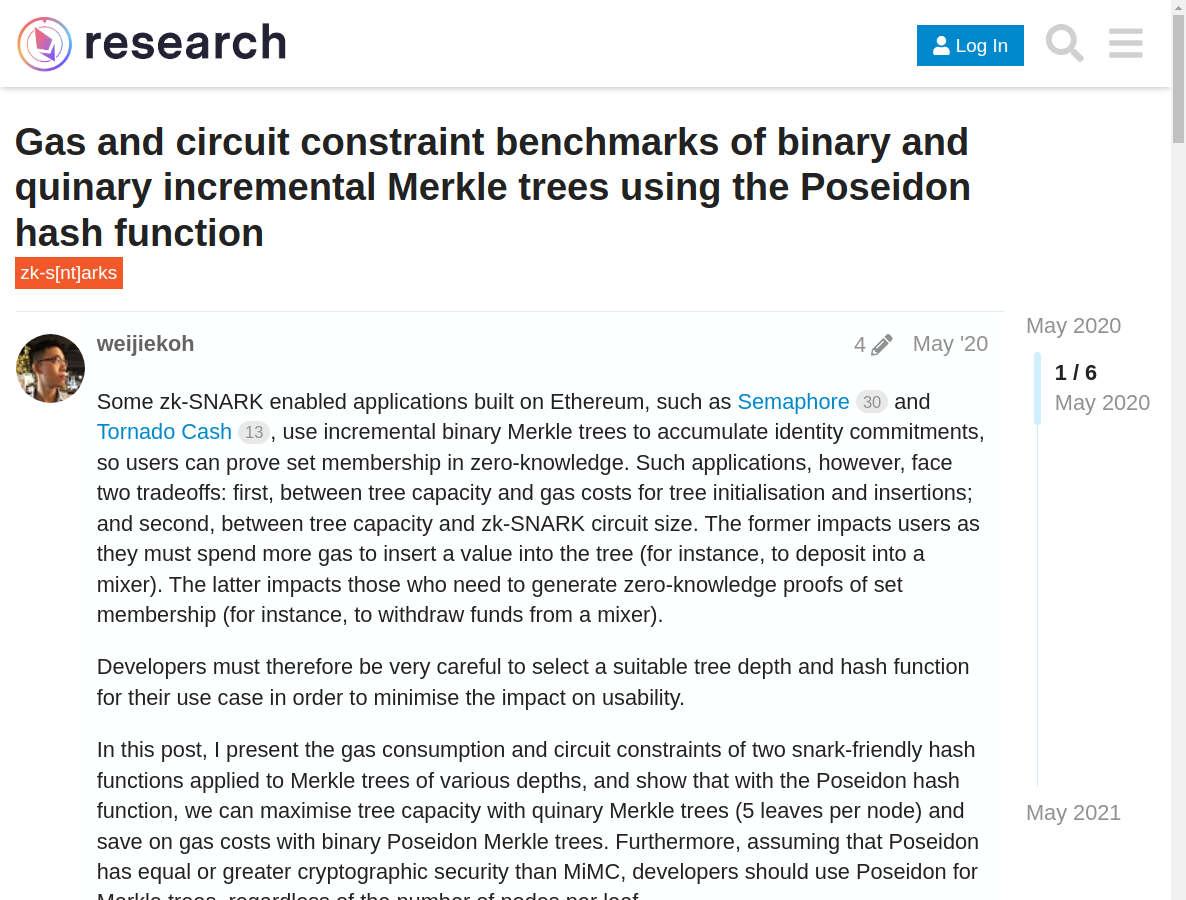 research
Log In
Gas and circuit constraint benchmarks of binary and
quinary incremental Merkle trees using the Poseidon
hash function
zk-s[nt]arks
weijiekoh
4
May '20
May 2020
1 / 6
May 2020
Some zk-SNARK enabled applications built on Ethereum, such as Semaphore 30 and
Tornado Cash 13, use incremental binary Merkle trees to accumulate identity commitments,
so users can prove set membership in zero-knowledge. Such applications, however, face
two tradeoffs: first, between tree capacity and gas costs for tree initialisation and insertions;
and second, between tree capacity and zk-SNARK circuit size. The former impacts users as
they must spend more gas to insert a value into the tree (for instance, to deposit into a
mixer). The latter impacts those who need to generate zero-knowledge proofs of set
membership (for instance, to withdraw funds from a mixer).
Developers must therefore be very careful to select a suitable tree depth and hash function
for their use case in order to minimise the impact on usability.
In this post, I present the gas consumption and circuit constraints of two snark-friendly hash
functions applied to Merkle trees of various depths, and show that with the Poseidon hash
function, we can maximise tree capacity with quinary Merkle trees (5 leaves per node) and
save on gas costs with binary Poseidon Merkle trees. Furthermore, assuming that Poseidon
has equal or greater cryptographic security than MiMC, developers should use Poseidon for
Merkle trees, regardless of the number of nodes per leaf.
May 2021